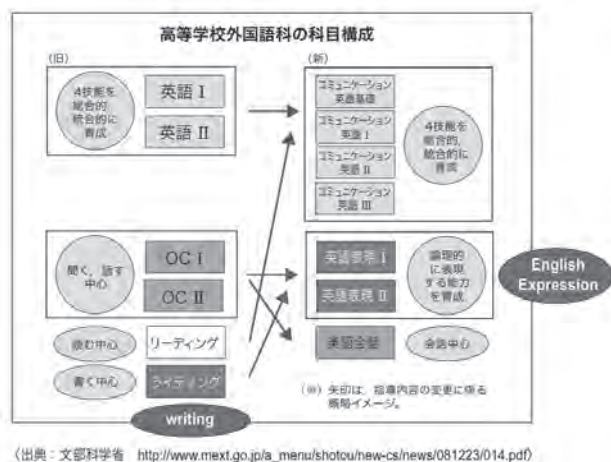 高等学校外国語科の科目構成
(旧)
4技能を
総合的,
統合的に
育成
英語 I
英語 II
聞く,話す
中心
OC I
OC II
読む中心
リーディング
書く中心
ライティング
writing
(新)
コミュニケーション
英語基礎
コミュニケーション
英語 I
コミュニケーション
英語 II
コミュニケーション
英語 III
4技能を
総合的,
統合的に
育成
英語表現 I
英語表現 II
論理的
に表現
する能力
を育成
English
Expression
英語会話
会話中心
(※) 矢印は,指導内容の変更に係る
概略イメージ。
(出典:文部科学省 http://www.mext.go.jp/a_menu/shotou/new-cs/news/081223/014.pdf)